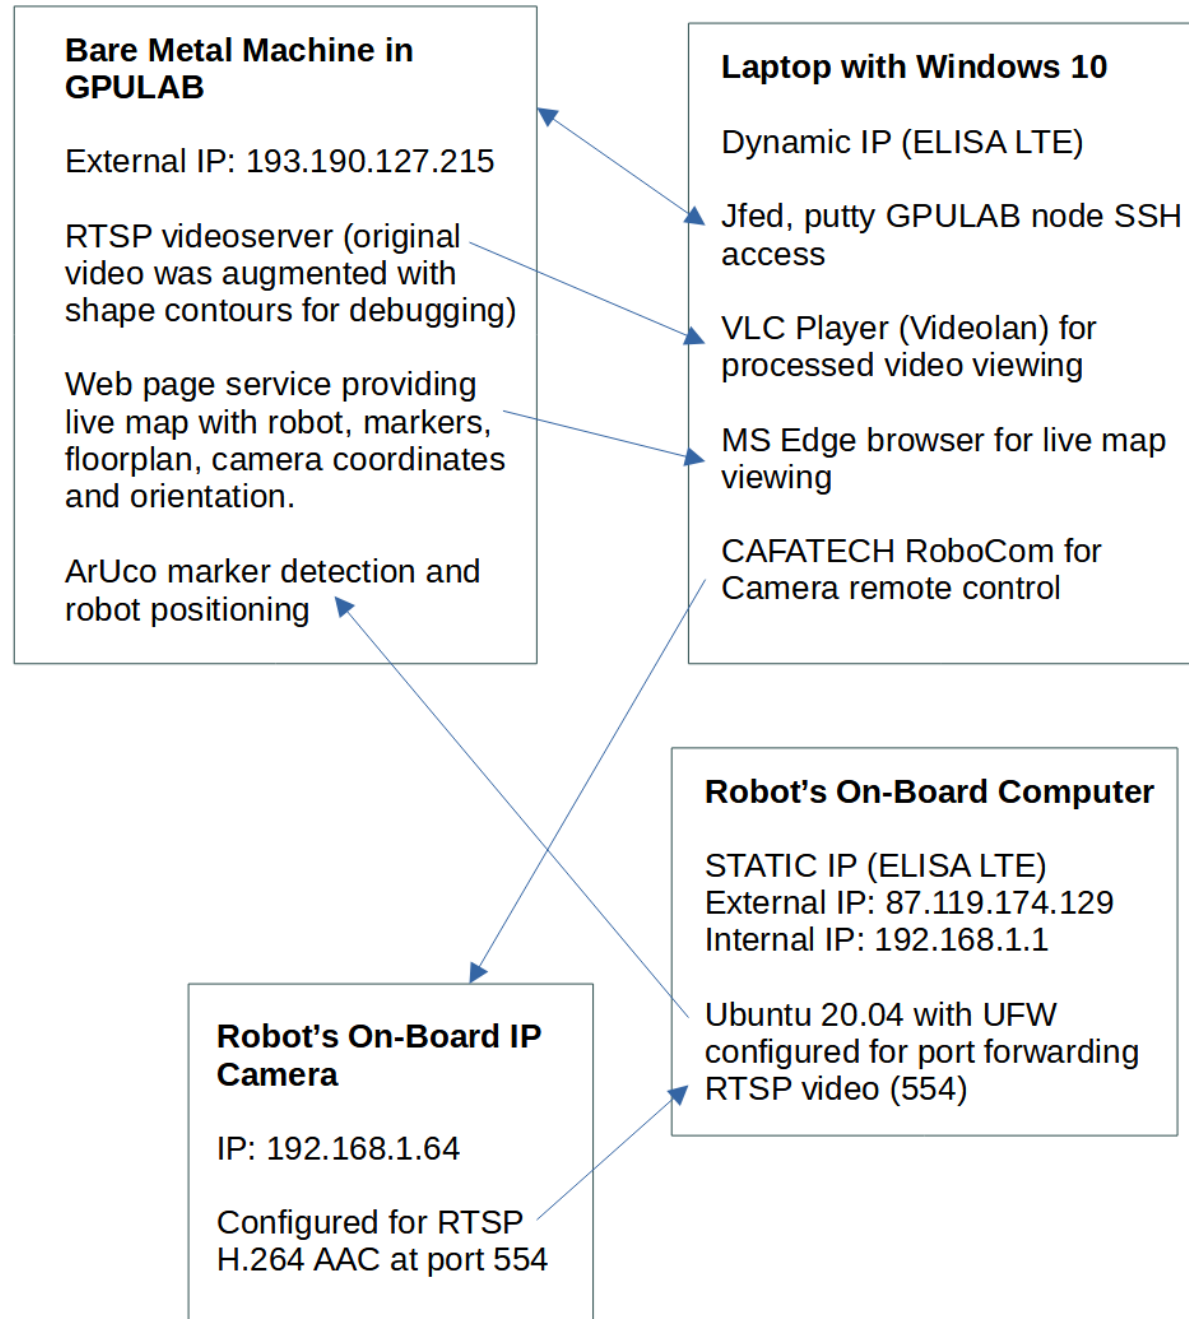 Bare Metal Machine in
GPULAB
External IP: 193.190.127.215
RTSP videoserver (original
video was augmented with
shape contours for debugging)
Web page service providing
live map with robot, markers,
floorplan, camera coordinates
and orientation.
ArUco marker detection and
robot positioning
Laptop with Windows 10
Dynamic IP (ELISA LTE)
Jfed, putty GPULAB node SSH
access
VLC Player (Videolan) for
processed video viewing
MS Edge browser for live map
viewing
CAFATECH RoboCom for
Camera remote control
Robot’s On-Board Computer
STATIC IP (ELISA LTE)
External IP: 87.119.174.129
Internal IP: 192.168.1.1
Ubuntu 20.04 with UFW
configured for port forwarding
RTSP video (554)
Robot’s On-Board IP
Camera
IP: 192.168.1.64
Configured for RTSP
H.264 AAC at port 554